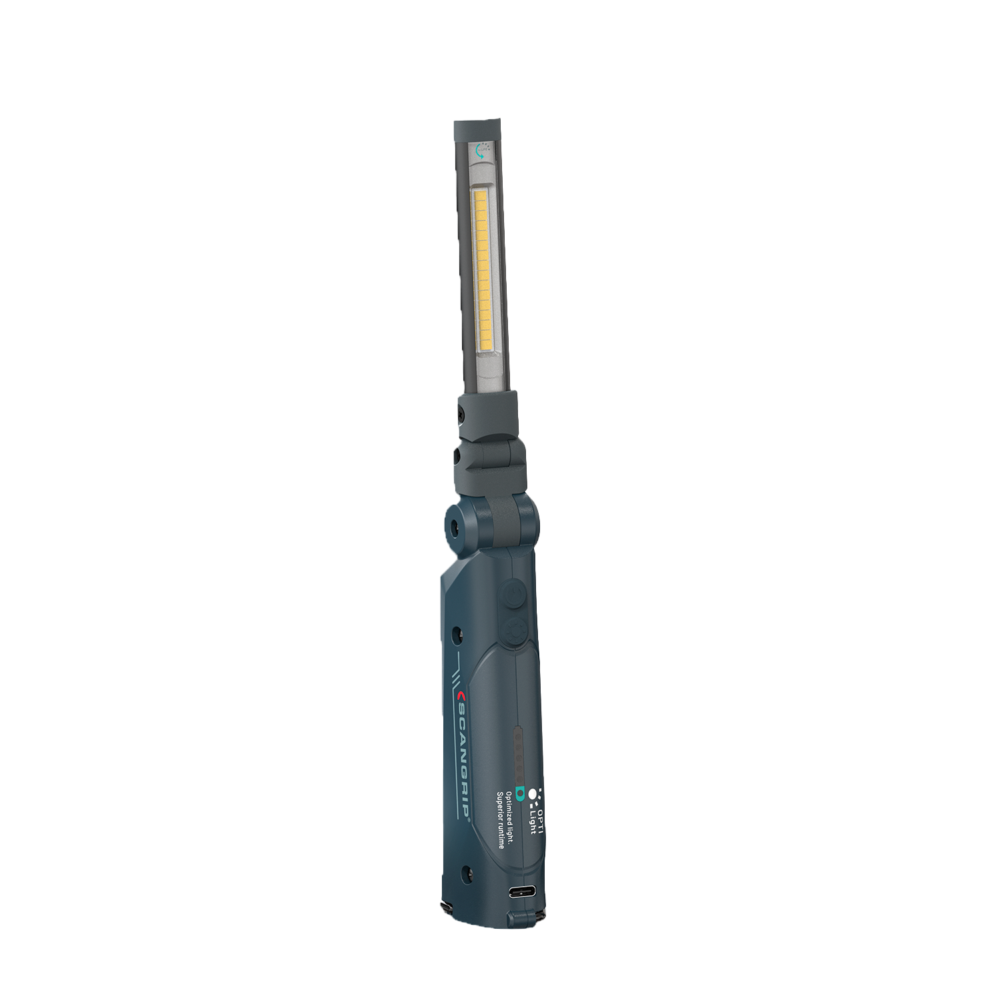 SCANGRIP®
OPTI
Light
Optimized light.
Superior runtime